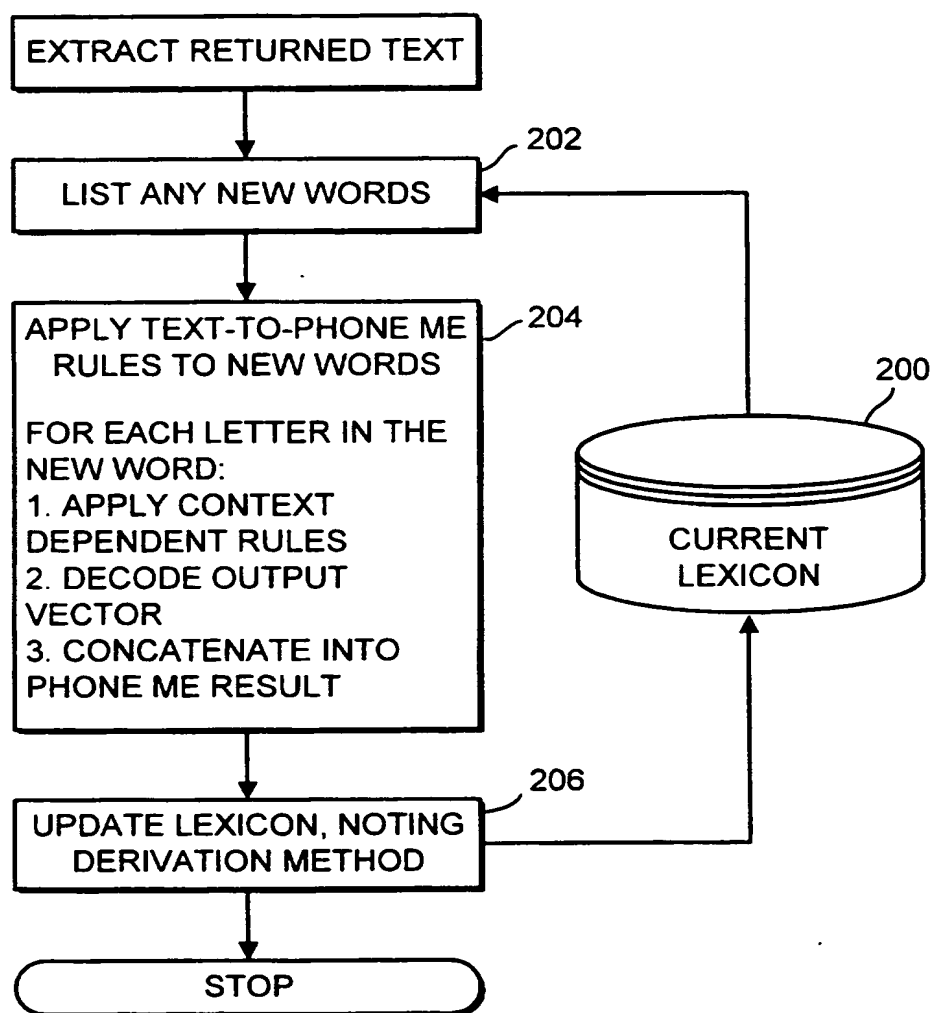 EXTRACT RETURNED TEXT
202
LIST ANY NEW WORDS
APPLY TEXT-TO-PHONE ME
RULES TO NEW WORDS
204
FOR EACH LETTER IN THE
NEW WORD:
1. APPLY CONTEXT
DEPENDENT RULES
2. DECODE OUTPUT
VECTOR
3. CONCATENATE INTO
PHONE ME RESULT
200
CURRENT
LEXICON
206
UPDATE LEXICON, NOTING
DERIVATION METHOD
STOP